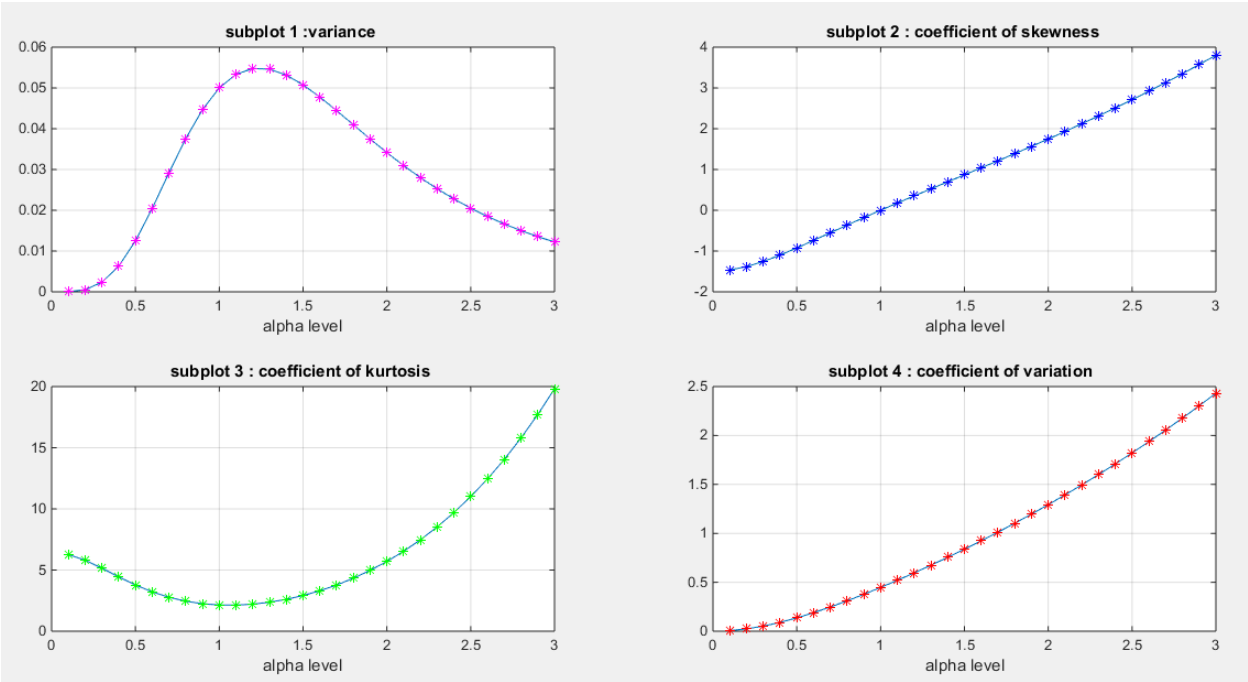 subplot 1 :variance
0.06
0.05
0.04
0.03
0.02
0.01
0
0 0.5 1 1.5 2 2.5 3
alpha level
subplot 2 : coefficient of skewness
4
3
2
1
0
-1
-2
0 0.5 1 1.5 2 2.5 3
alpha level
subplot 3 : coefficient of kurtosis
20
15
10
5
0
0 0.5 1 1.5 2 2.5 3
alpha level
subplot 4 : coefficient of variation
2.5
2
1.5
1
0.5
0
0 0.5 1 1.5 2 2.5 3
alpha level